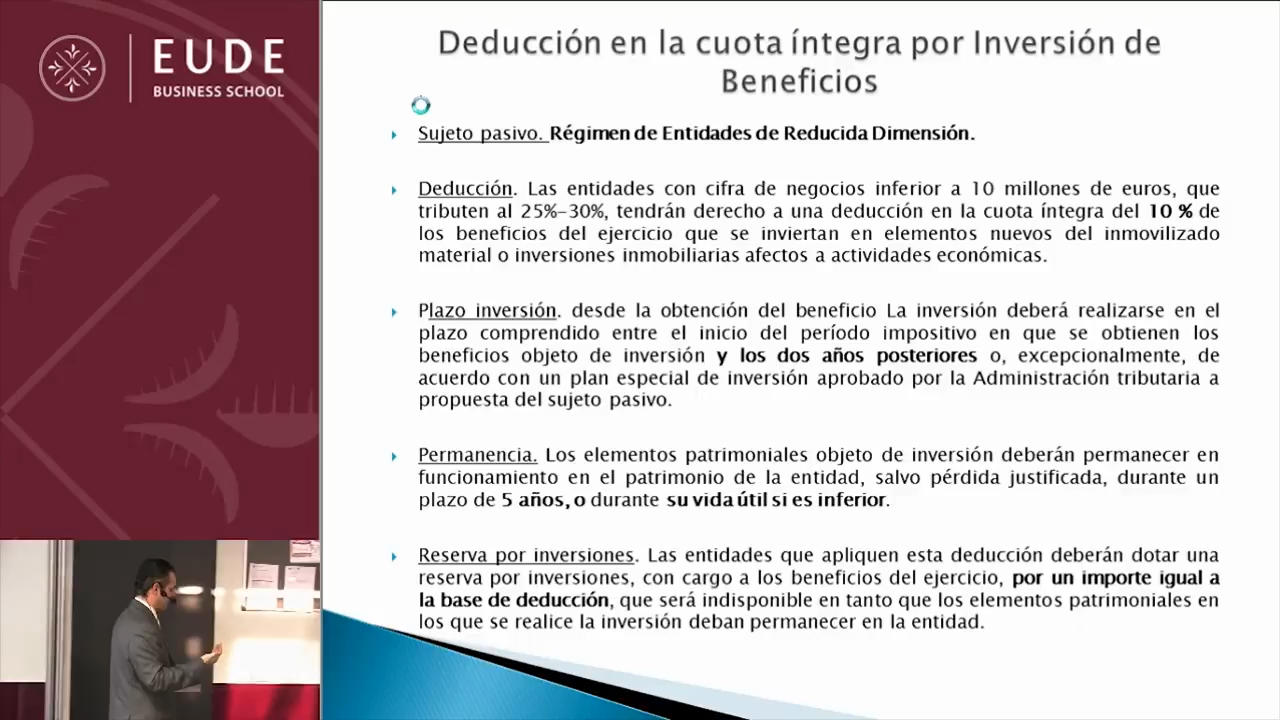 EUDE
BUSINESS SCHOOL
Deducción en la cuota íntegra por Inversión de
Beneficios
Sujeto pasivo. Régimen de Entidades de Reducida Dimensión.
Deducción. Las entidades con cifra de negocios inferior a 10 millones de euros, que
tributen al 25%-30%, tendrán derecho a una deducción en la cuota íntegra del 10 % de
los beneficios del ejercicio que se inviertan en elementos nuevos del inmovilizado
material o inversiones inmobiliarias afectos a actividades económicas.
Plazo inversión. desde la obtención del beneficio La inversión deberá realizarse en el
plazo comprendido entre el inicio del período impositivo en que se obtienen los
beneficios objeto de inversión y los dos años posteriores o, excepcionalmente, de
acuerdo con un plan especial de inversión aprobado por la Administración tributaria a
propuesta del sujeto pasivo.
Permanencia. Los elementos patrimoniales objeto de inversión deberán permanecer en
funcionamiento en el patrimonio de la entidad, salvo pérdida justificada, durante un
plazo de 5 años, o durante su vida útil si es inferior.
Reserva por inversiones. Las entidades que apliquen esta deducción deberán dotar una
reserva por inversiones, con cargo a los beneficios del ejercicio, por un importe igual a
la base de deducción, que será indisponible en tanto que los elementos patrimoniales en
los que se realice la inversión deban permanecer en la entidad.